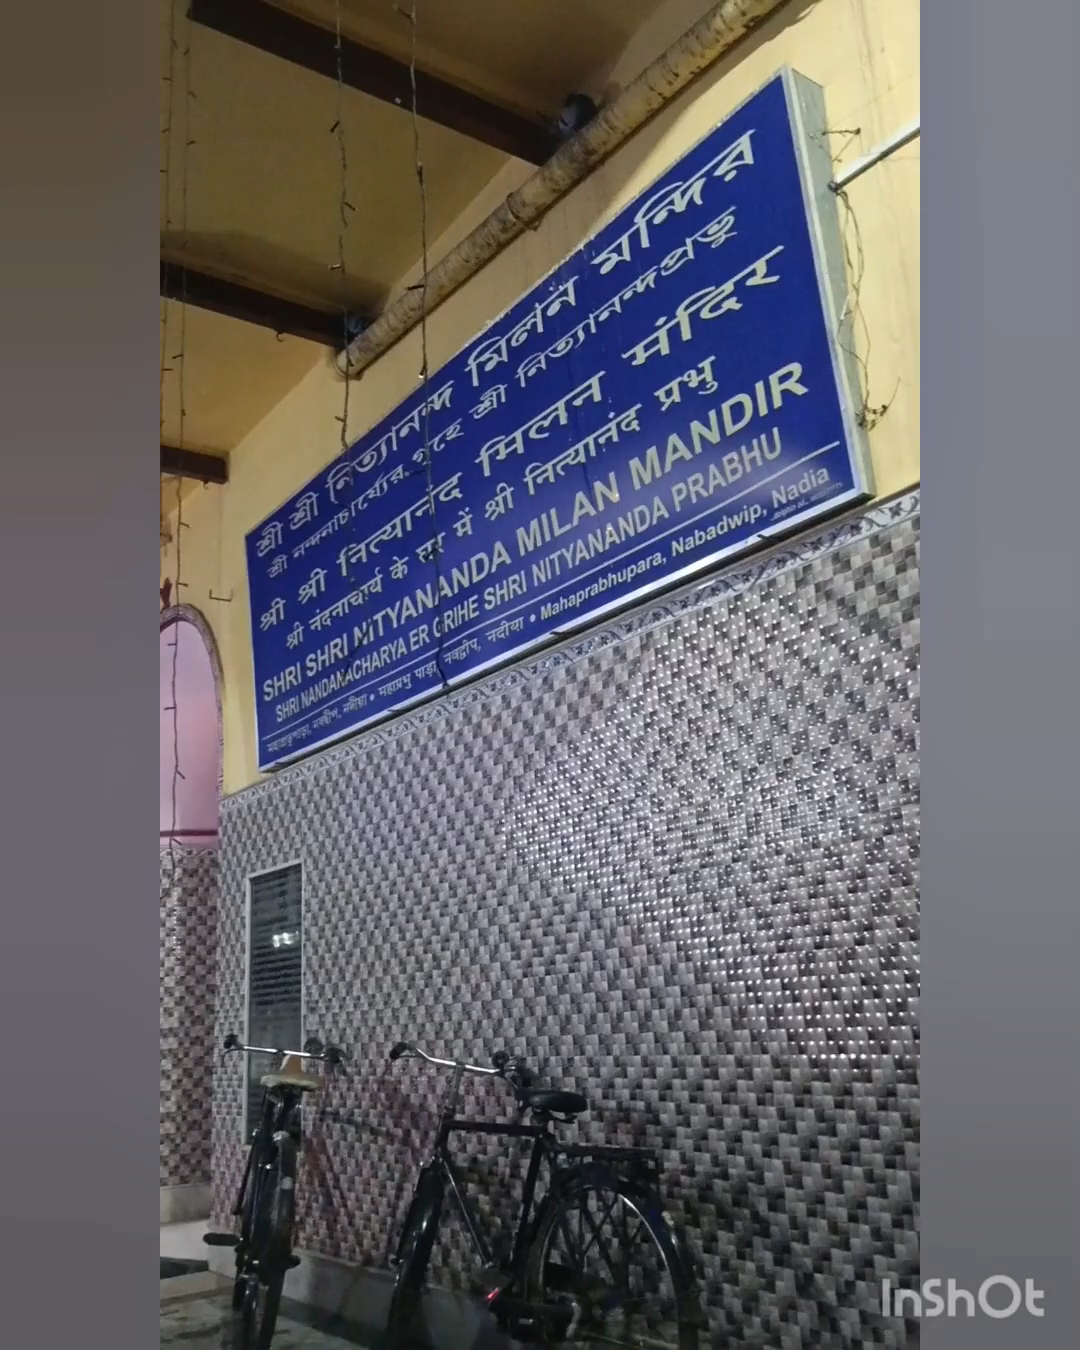 श्री श्री निত্যানন্দ মিলন মন্দির
শ্রী নন্দনাচার্য্যের গৃহে শ্রী নিত্যানন্দপ্রভু
श्री श्री नित्यानंद मिलन मंदिर
श्री नंदनाचार्य के घर में श्री नित्यानंद प्रभु
SHRI SHRI NITYANANDA MILAN MANDIR
SHRI NANDANACHARYA ER GRIHE SHRI NITYANANDA PRABHU
মহাপ্রভুপাড়া, নবদ্বীপ, নদীয়া • महाप्रभु पाड़ा, नवद्वीप, नदीया • Mahaprabhupara, Nabadwip, Nadia
InShOt